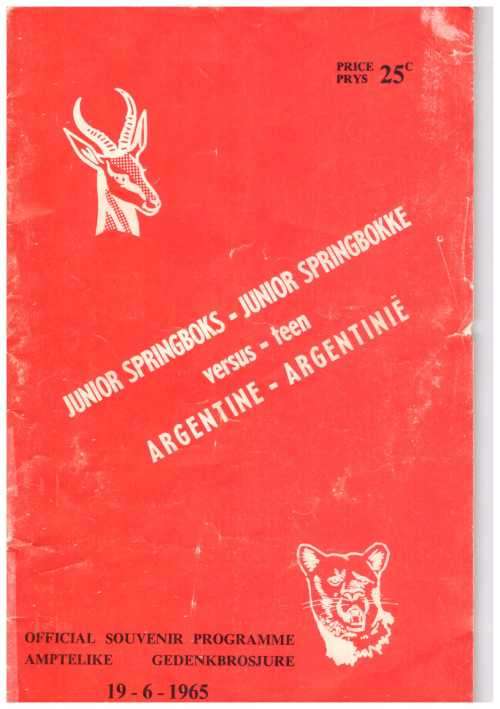 PRICE
PRYS 25c
JUNIOR SPRINGBOKS - JUNIOR SPRINGBOKKE
versus - teen
ARGENTINE - ARGENTINIË
OFFICIAL SOUVENIR PROGRAMME
AMPTELIKE GEDENKBROSJURE
19 - 6 - 1965